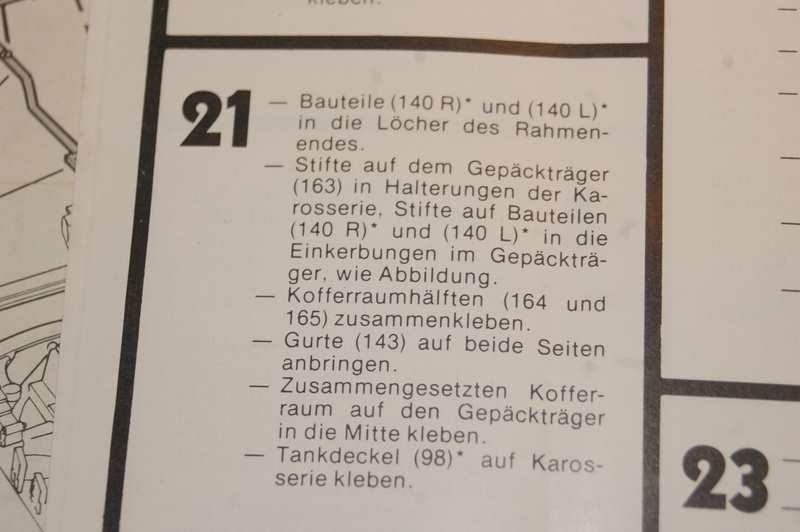 kleben.
21
— Bauteile (140 R)* und (140 L)*
in die Löcher des Rahmen-
endes.
— Stifte auf dem Gepäckträger
(163) in Halterungen der Ka-
rosserie, Stifte auf Bauteilen
(140 R)* und (140 L)* in die
Einkerbungen im Gepäckträ-
ger, wie Abbildung.
— Kofferraumhälften (164 und
165) zusammenkleben.
— Gurte (143) auf beide Seiten
anbringen.
— Zusammengesetzten Koffer-
raum auf den Gepäckträger
in die Mitte kleben.
— Tankdeckel (98)* auf Karos-
serie kleben.
23